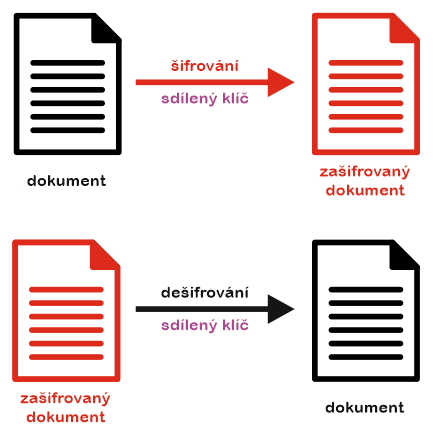 šifrování
sdílený klíč
dokument
zašifrovaný
dokument
dešifrování
sdílený klíč
zašifrovaný
dokument
dokument